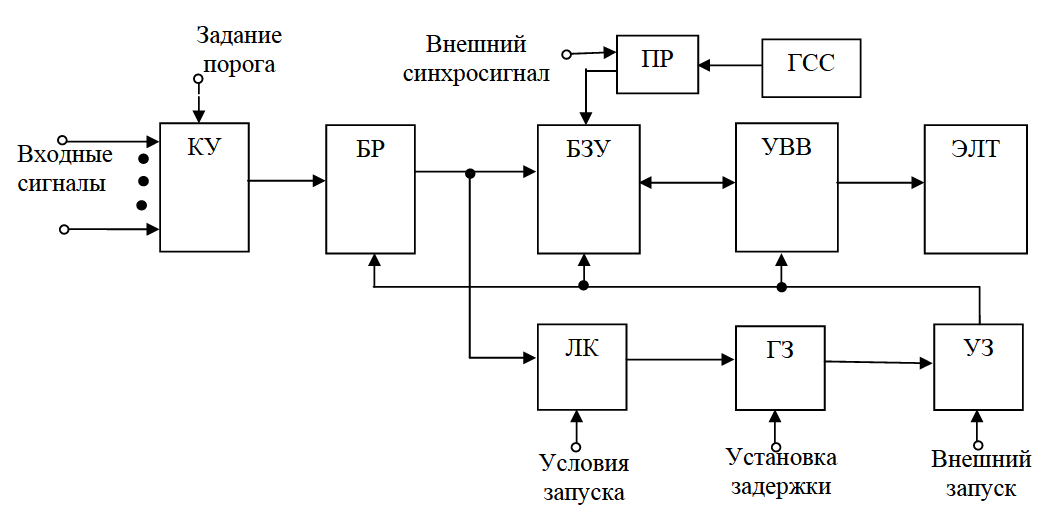 Задание
порога
Внешний
синхросигнал
ПР
ГСС
Входные
сигналы
КУ
БР
БЗУ
УВВ
ЭЛТ
ЛК
ГЗ
УЗ
Условия
запуска
Установка
задержки
Внешний
запуск